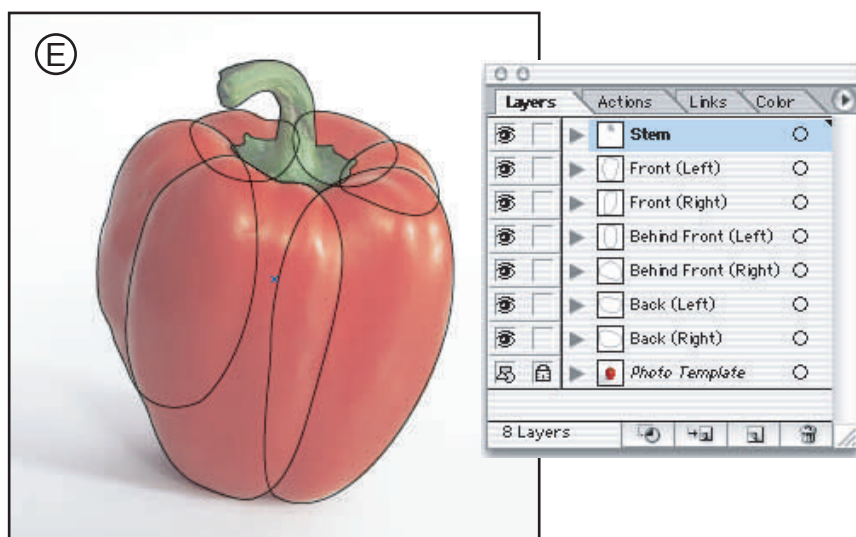 E
Layers Actions Links Color
Stem
Front (Left)
Front (Right)
Behind Front (Left)
Behind Front (Right)
Back (Left)
Back (Right)
Photo Template
8 Layers